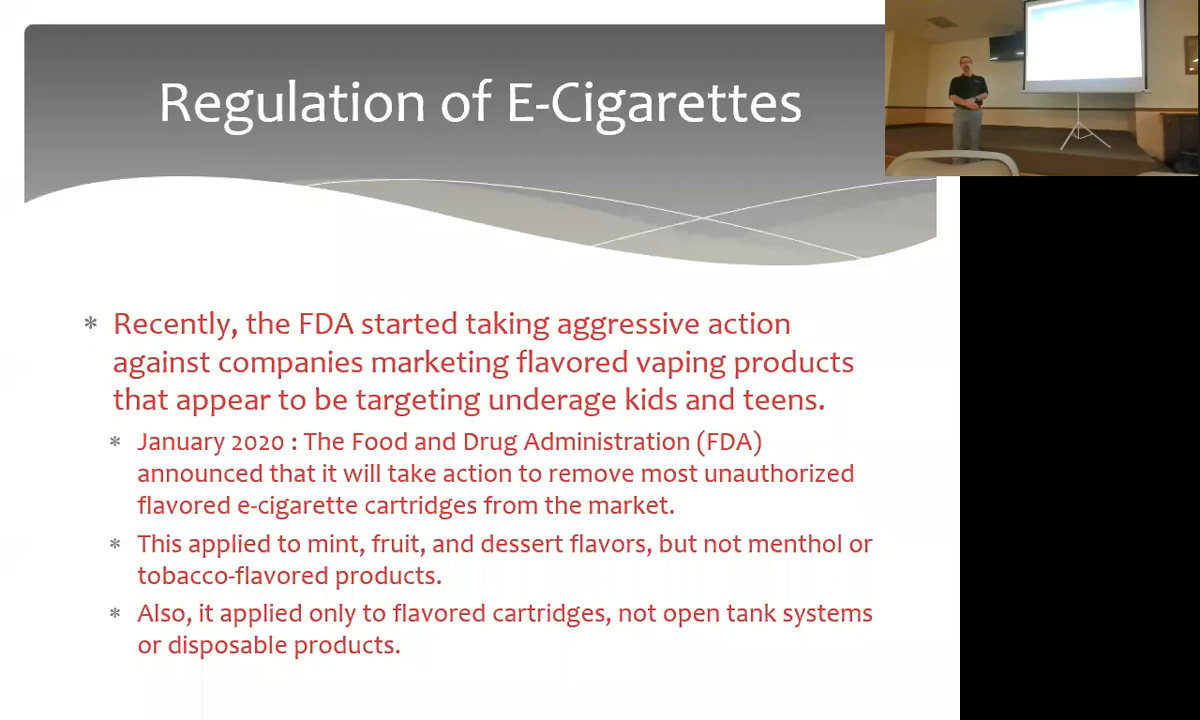 Regulation of E-Cigarettes
* Recently, the FDA started taking aggressive action
against companies marketing flavored vaping products
that appear to be targeting underage kids and teens.
* January 2020 : The Food and Drug Administration (FDA)
announced that it will take action to remove most unauthorized
flavored e-cigarette cartridges from the market.
* This applied to mint, fruit, and dessert flavors, but not menthol or
tobacco-flavored products.
* Also, it applied only to flavored cartridges, not open tank systems
or disposable products.